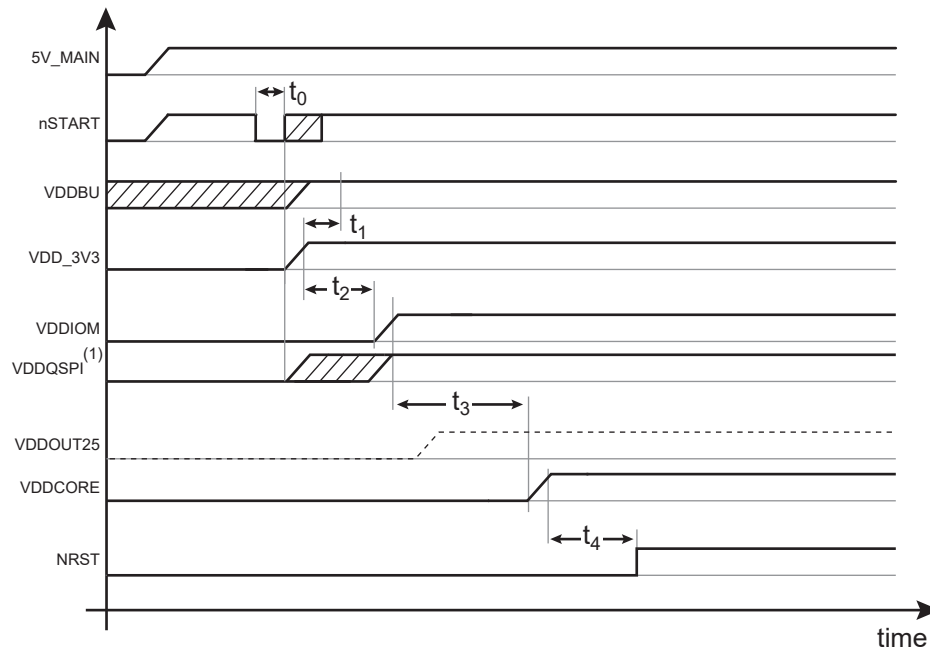 5V_MAIN
t0
nSTART
VDDBU
t1
VDD_3V3
t2
VDDIOM
VDDQSPI(1)
t3
VDDOUT25
VDDCORE
t4
NRST
time